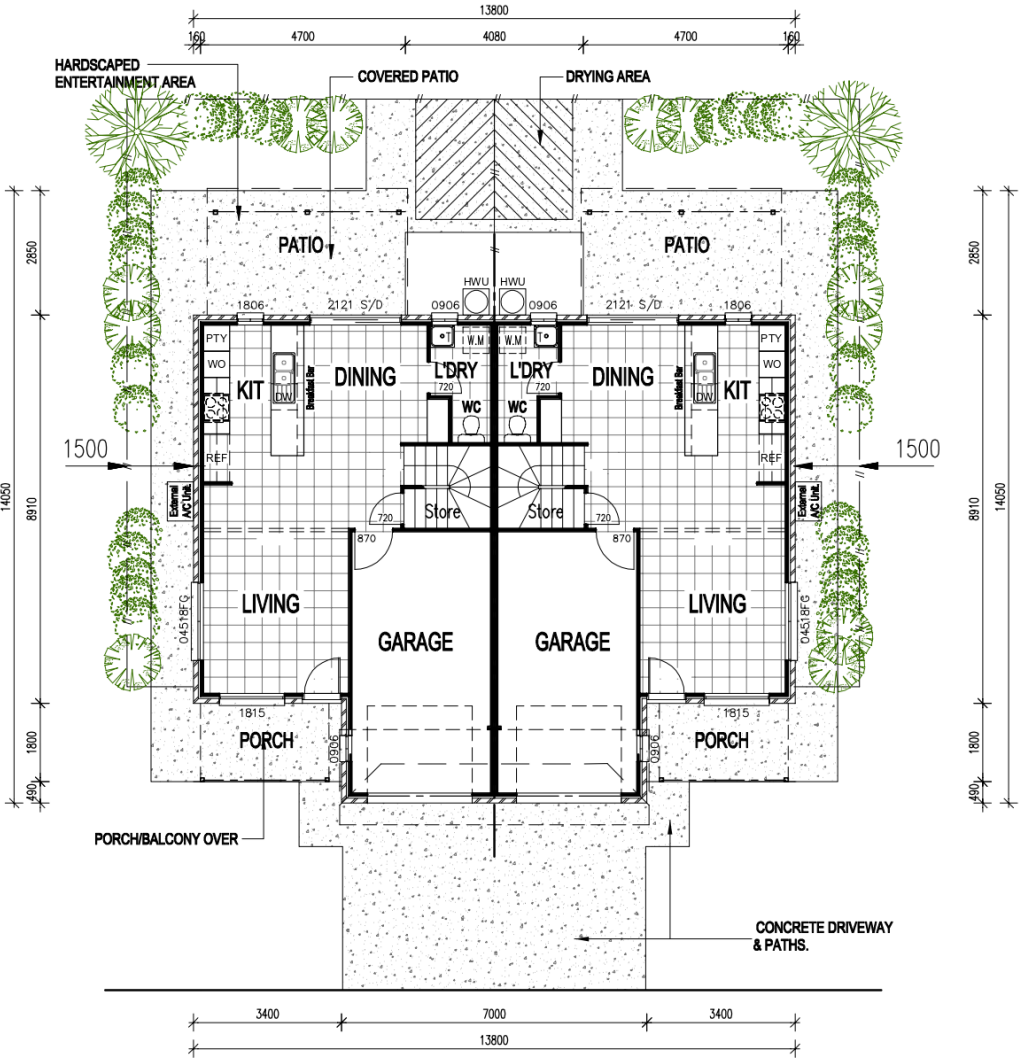 13800
160
4700
4080
4700
160
HARDSCAPED
ENTERTAINMENT AREA
COVERED PATIO
DRYING AREA
PATIO
PATIO
2850
2850
HWU
HWU
1806
2121 S/D
0906
0906
2121 S/D
1806
PTY
WO
KIT
REF
DW
Breakfast Bar
DINING
T
W.M
W.M
T
L'DRY
L'DRY
720
720
WC
WC
DINING
Breakfast Bar
DW
KIT
PTY
WO
REF
1500
1500
14050
8910
8910
14050
External
A/C Unit.
External
A/C Unit.
Store
Store
720
720
870
870
LIVING
LIVING
04518FG
04518FG
GARAGE
GARAGE
1815
1815
PORCH
PORCH
0906
0906
1800
1800
490
490
PORCH/BALCONY OVER
CONCRETE DRIVEWAY
& PATHS.
3400
7000
3400
13800